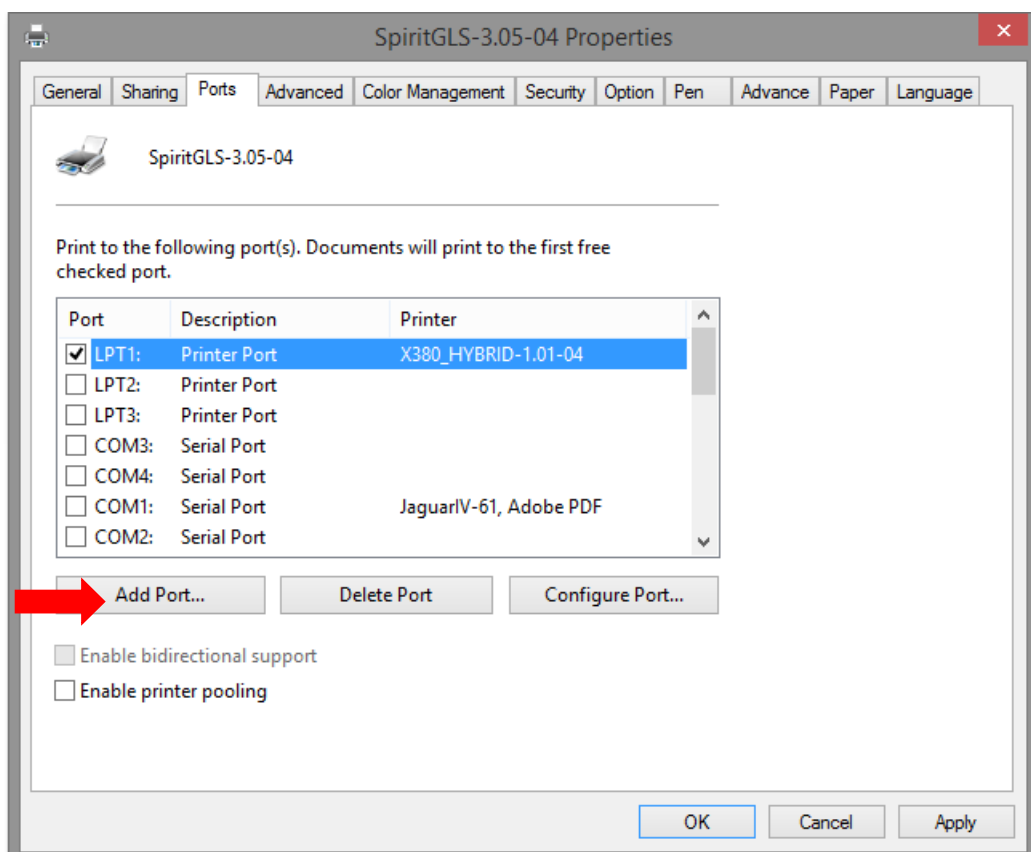 SpiritGLS-3.05-04 Properties
General Sharing Ports Advanced Color Management Security Option Pen Advance Paper Language
SpiritGLS-3.05-04
Print to the following port(s). Documents will print to the first free
checked port.
Port Description Printer
LPT1: Printer Port X380_HYBRID-1.01-04
LPT2: Printer Port
LPT3: Printer Port
COM3: Serial Port
COM4: Serial Port
COM1: Serial Port JaguarIV-61, Adobe PDF
COM2: Serial Port
Add Port... Delete Port Configure Port...
Enable bidirectional support
Enable printer pooling
OK Cancel Apply